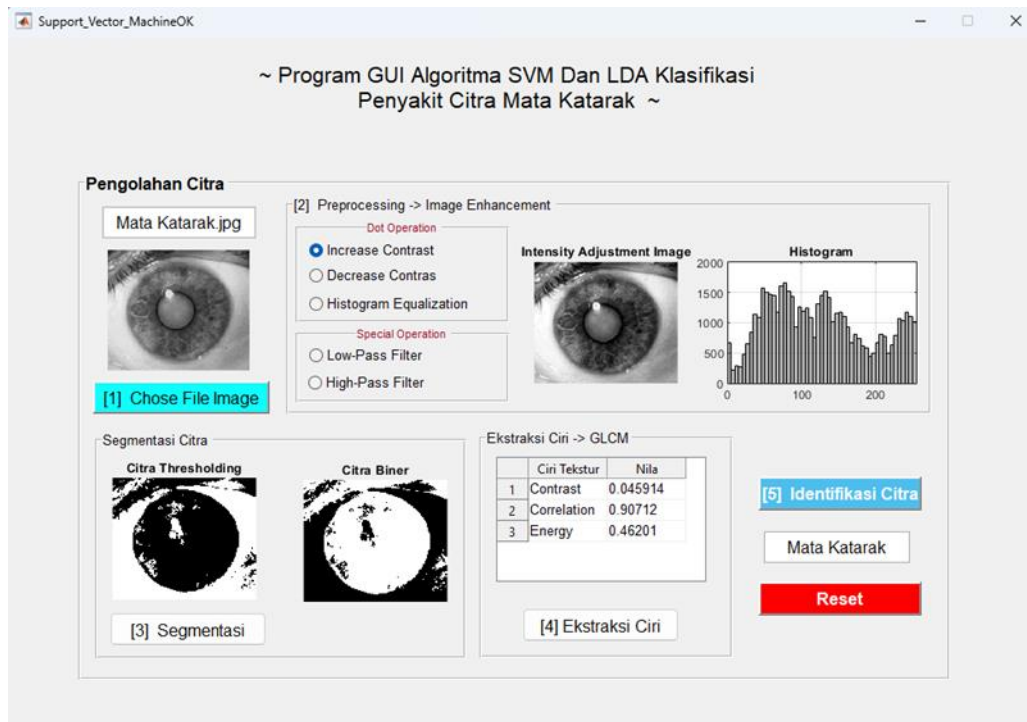 Support_Vector_MachineOK
~ Program GUI Algoritma SVM Dan LDA Klasifikasi
Penyakit Citra Mata Katarak ~
Pengolahan Citra
Mata Katarak.jpg
[1] Chose File Image
[2] Preprocessing -> Image Enhancement
Dot Operation
Increase Contrast
Decrease Contras
Histogram Equalization
Special Operation
Low-Pass Filter
High-Pass Filter
Intensity Adjustment Image
Histogram
2000
1500
1000
500
0
0 100 200
Segmentasi Citra
Citra Thresholding
Citra Biner
[3] Segmentasi
Ekstraksi Ciri -> GLCM
Ciri Tekstur Nila
1 Contrast 0.045914
2 Correlation 0.90712
3 Energy 0.46201
[4] Ekstraksi Ciri
[5] Identifikasi Citra
Mata Katarak
Reset